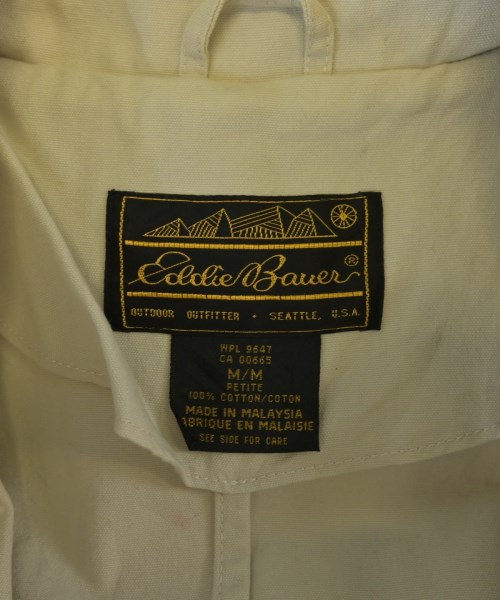 Eddie Bauer®
OUTDOOR OUTFITTER • SEATTLE, U.S.A.
WPL 9647
CA 00665
M/M
PETITE
100% COTTON/COTON
MADE IN MALAYSIA
ABRIQUE EN MALAISIE
SEE SIDE FOR CARE